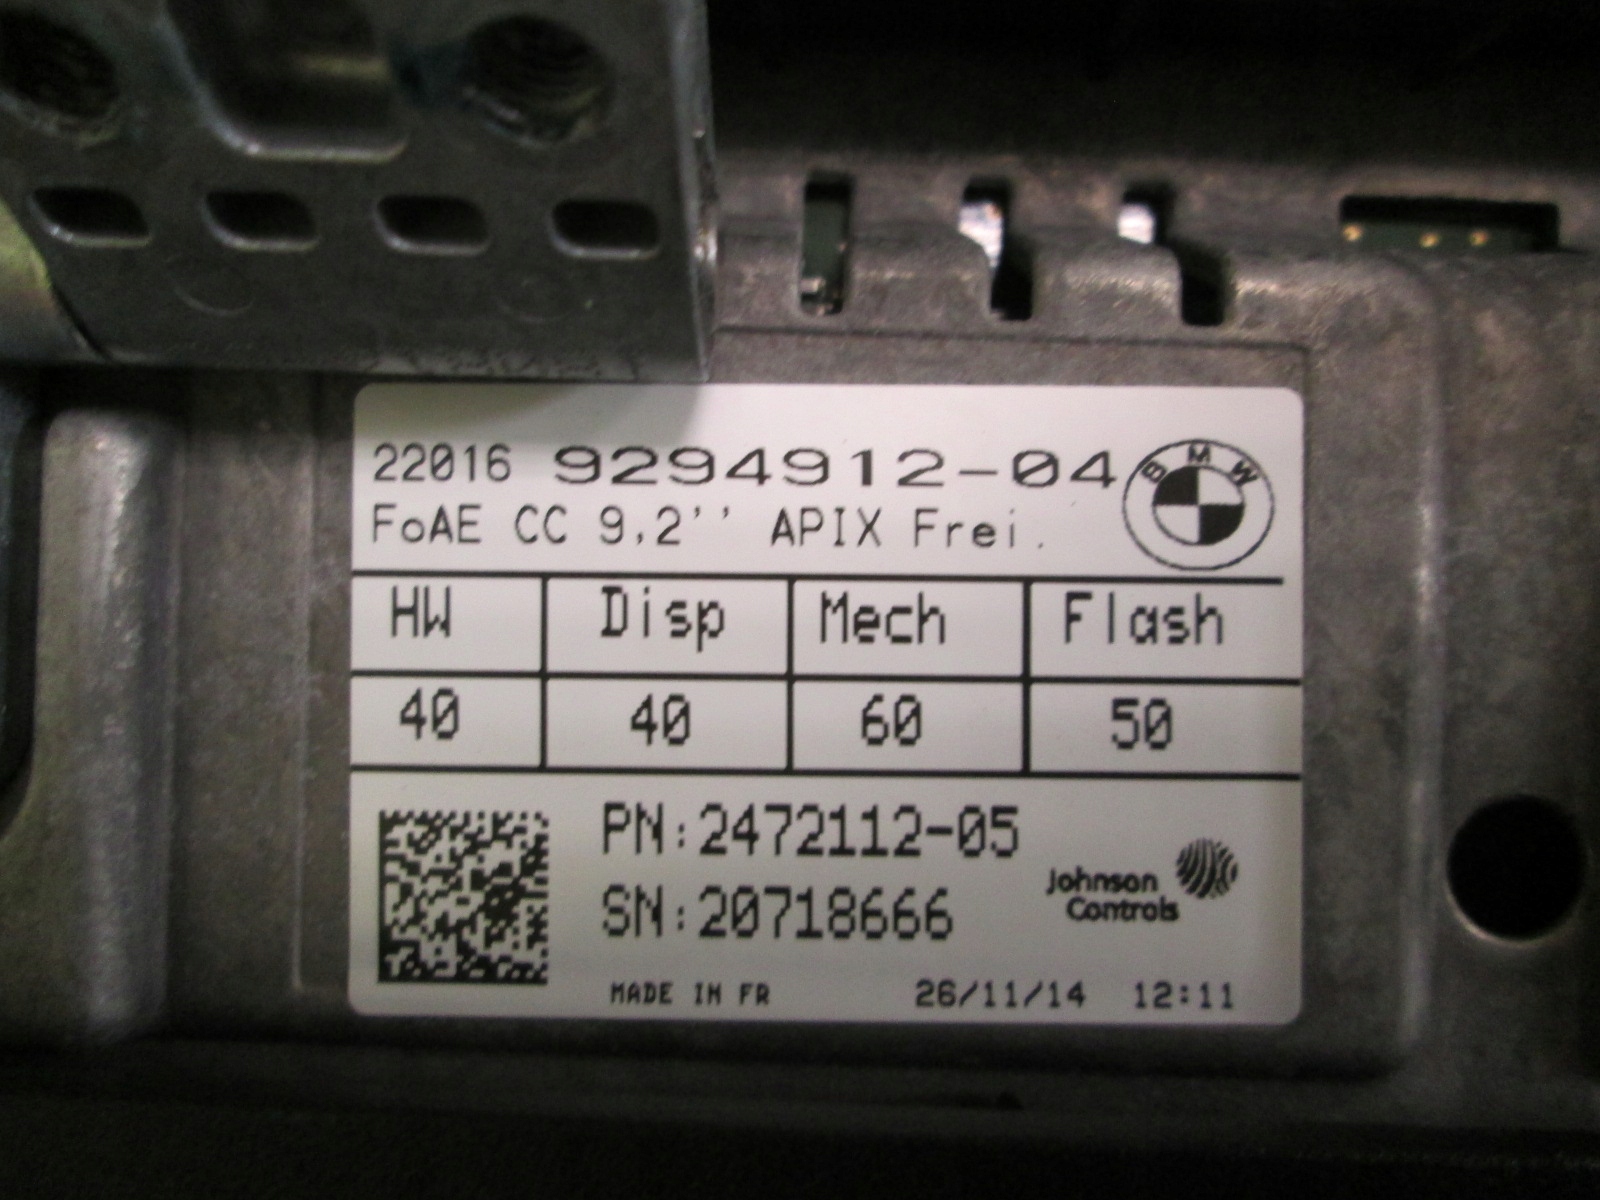 22016 9294912-04
BMW
FoAE CC 9,2'' APIX Frei.
HW Disp Mech Flash
40 40 60 50
PN:2472112-05
SN:20718666
Johnson
Controls
MADE IN FR 26/11/14 12:11